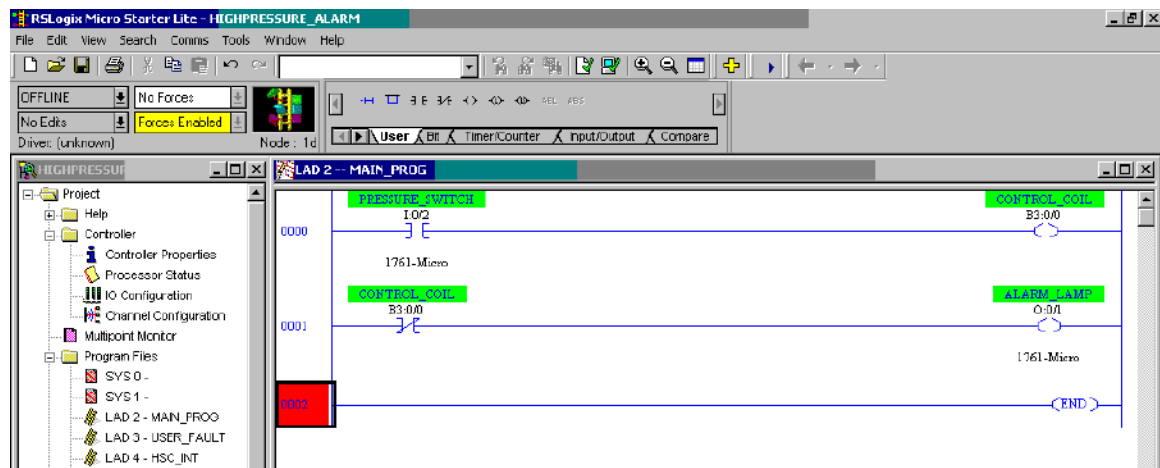 RSLogix Micro Starter Lite - HIGHPRESSURE_ALARM
File Edit View Search Comms Tools Window Help
OFFLINE No Forces
No Edits Forces Enabled
Driver: (unknown) Node : 1d
User Bit Timer/Counter Input/Output Compare
HIGHPRESSUR
LAD 2 -- MAIN_PROG
Project
Help
Controller
Controller Properties
Processor Status
IO Configuration
Channel Configuration
Multipoint Monitor
Program Files
SYS 0 -
SYS 1 -
LAD 2 - MAIN_PROG
LAD 3 - USER_FAULT
LAD 4 - HSC_INT
PRESSURE_SWITCH CONTROL_COIL
I:0/2 B3:0/0
0000
1761-Micro
CONTROL_COIL ALARM_LAMP
B3:0/0 O:0/1
0001
1761-Micro
0002 END